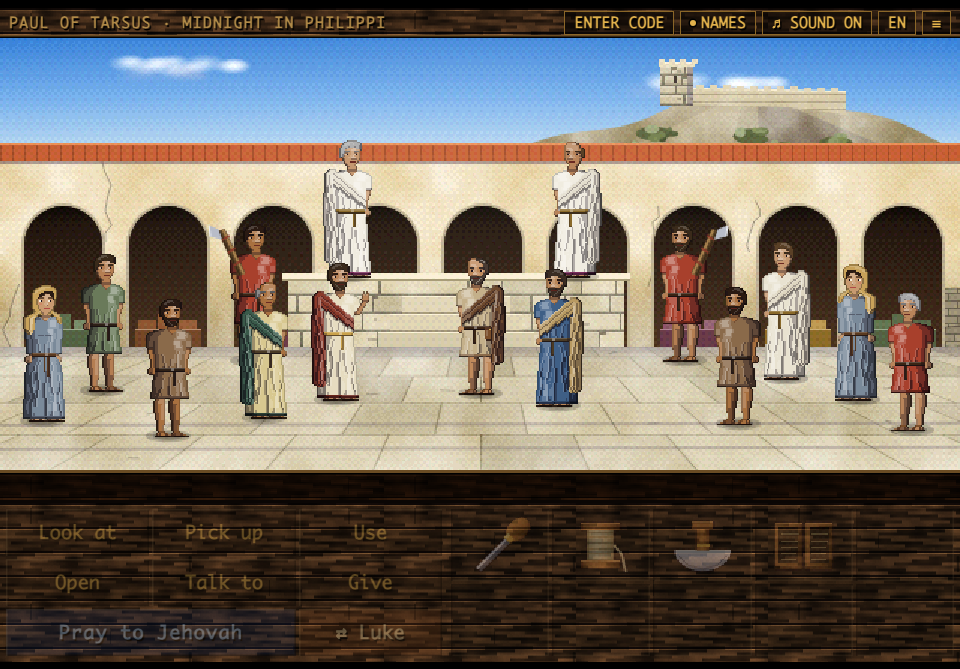 PAUL OF TARSUS · MIDNIGHT IN PHILIPPI
ENTER CODE
• NAMES
♬ SOUND ON
EN
≡
Look at
Pick up
Use
Open
Talk to
Give
Pray to Jehovah
⇄ Luke